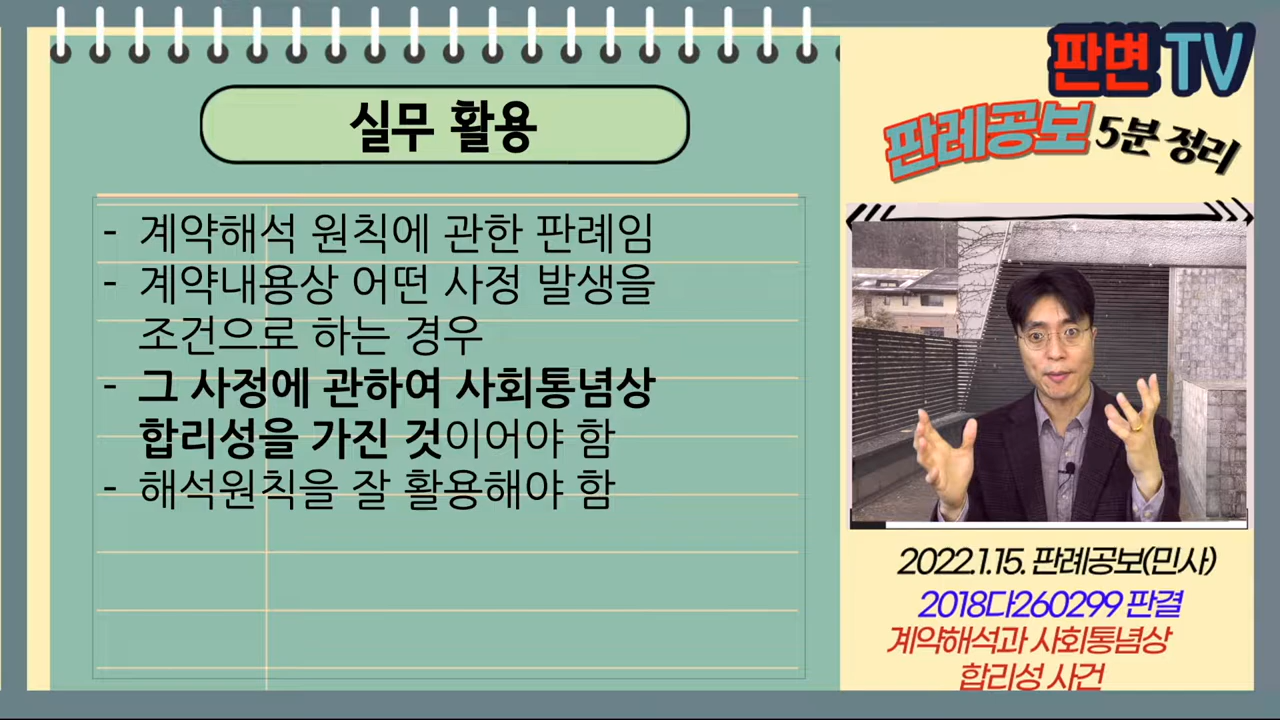 실무 활용
- 계약해석 원칙에 관한 판례임
- 계약내용상 어떤 사정 발생을
조건으로 하는 경우
- 그 사정에 관하여 사회통념상
합리성을 가진 것이어야 함
- 해석원칙을 잘 활용해야 함
판변 TV
판례공보 5분 정리
2022.1.15. 판례공보(민사)
2018다260299 판결
계약해석과 사회통념상
합리성 사건